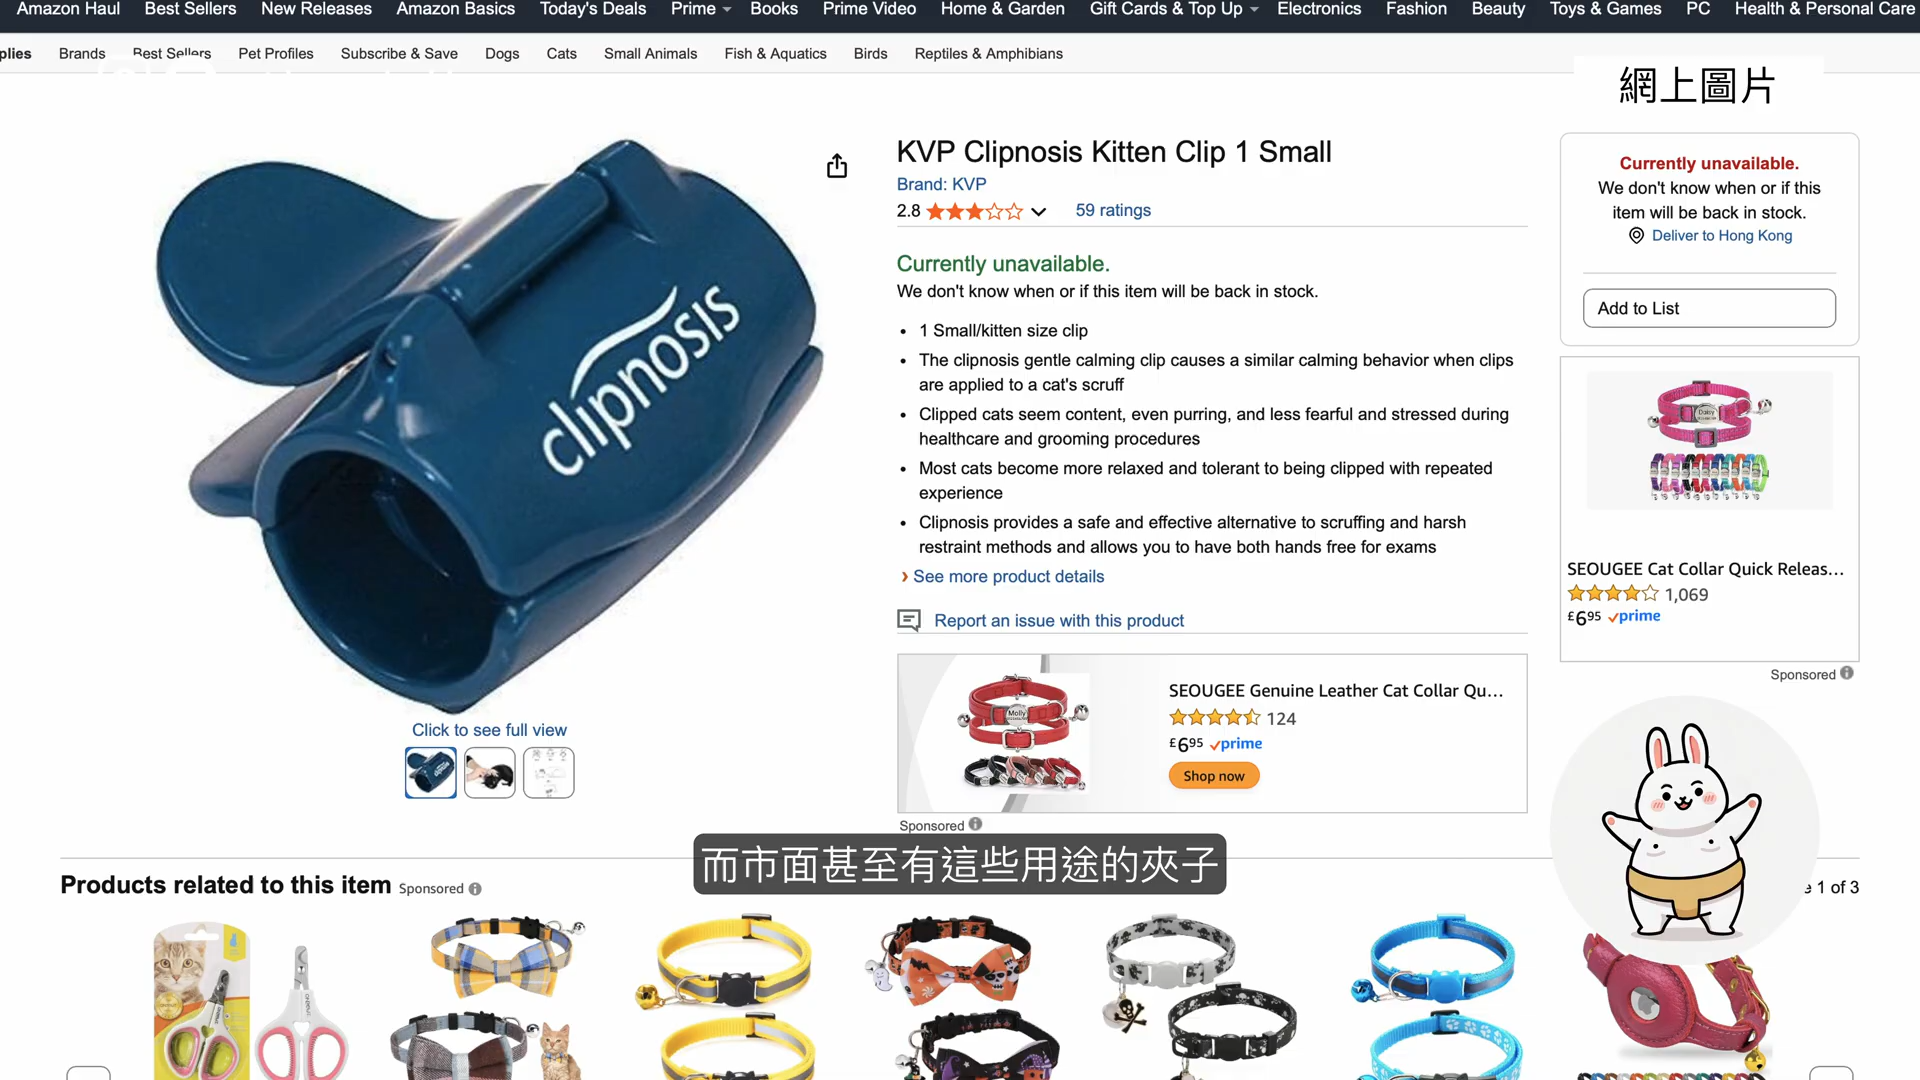 Amazon Haul Best Sellers New Releases Amazon Basics Today's Deals Prime Books Prime Video Home & Garden Gift Cards & Top Up Electronics Fashion Beauty Toys & Games PC Health & Personal Care
plies Brands Best Sellers Pet Profiles Subscribe & Save Dogs Cats Small Animals Fish & Aquatics Birds Reptiles & Amphibians
網上圖片
clipnosis
KVP Clipnosis Kitten Clip 1 Small
Brand: KVP
2.8 59 ratings
Currently unavailable.
We don't know when or if this item will be back in stock.
• 1 Small/kitten size clip
• The clipnosis gentle calming clip causes a similar calming behavior when clips
are applied to a cat's scruff
• Clipped cats seem content, even purring, and less fearful and stressed during
healthcare and grooming procedures
• Most cats become more relaxed and tolerant to being clipped with repeated
experience
• Clipnosis provides a safe and effective alternative to scruffing and harsh
restraint methods and allows you to have both hands free for exams
› See more product details
Report an issue with this product
Click to see full view
Molly
SEOUGEE Genuine Leather Cat Collar Qu...
124
£6.95 prime
Shop now
Sponsored
Currently unavailable.
We don't know when or if this
item will be back in stock.
Deliver to Hong Kong
Add to List
Daisy
SEOUGEE Cat Collar Quick Releas...
1,069
£6.95 prime
Sponsored
而市面甚至有這些用途的夾子
Products related to this item Sponsored
e 1 of 3